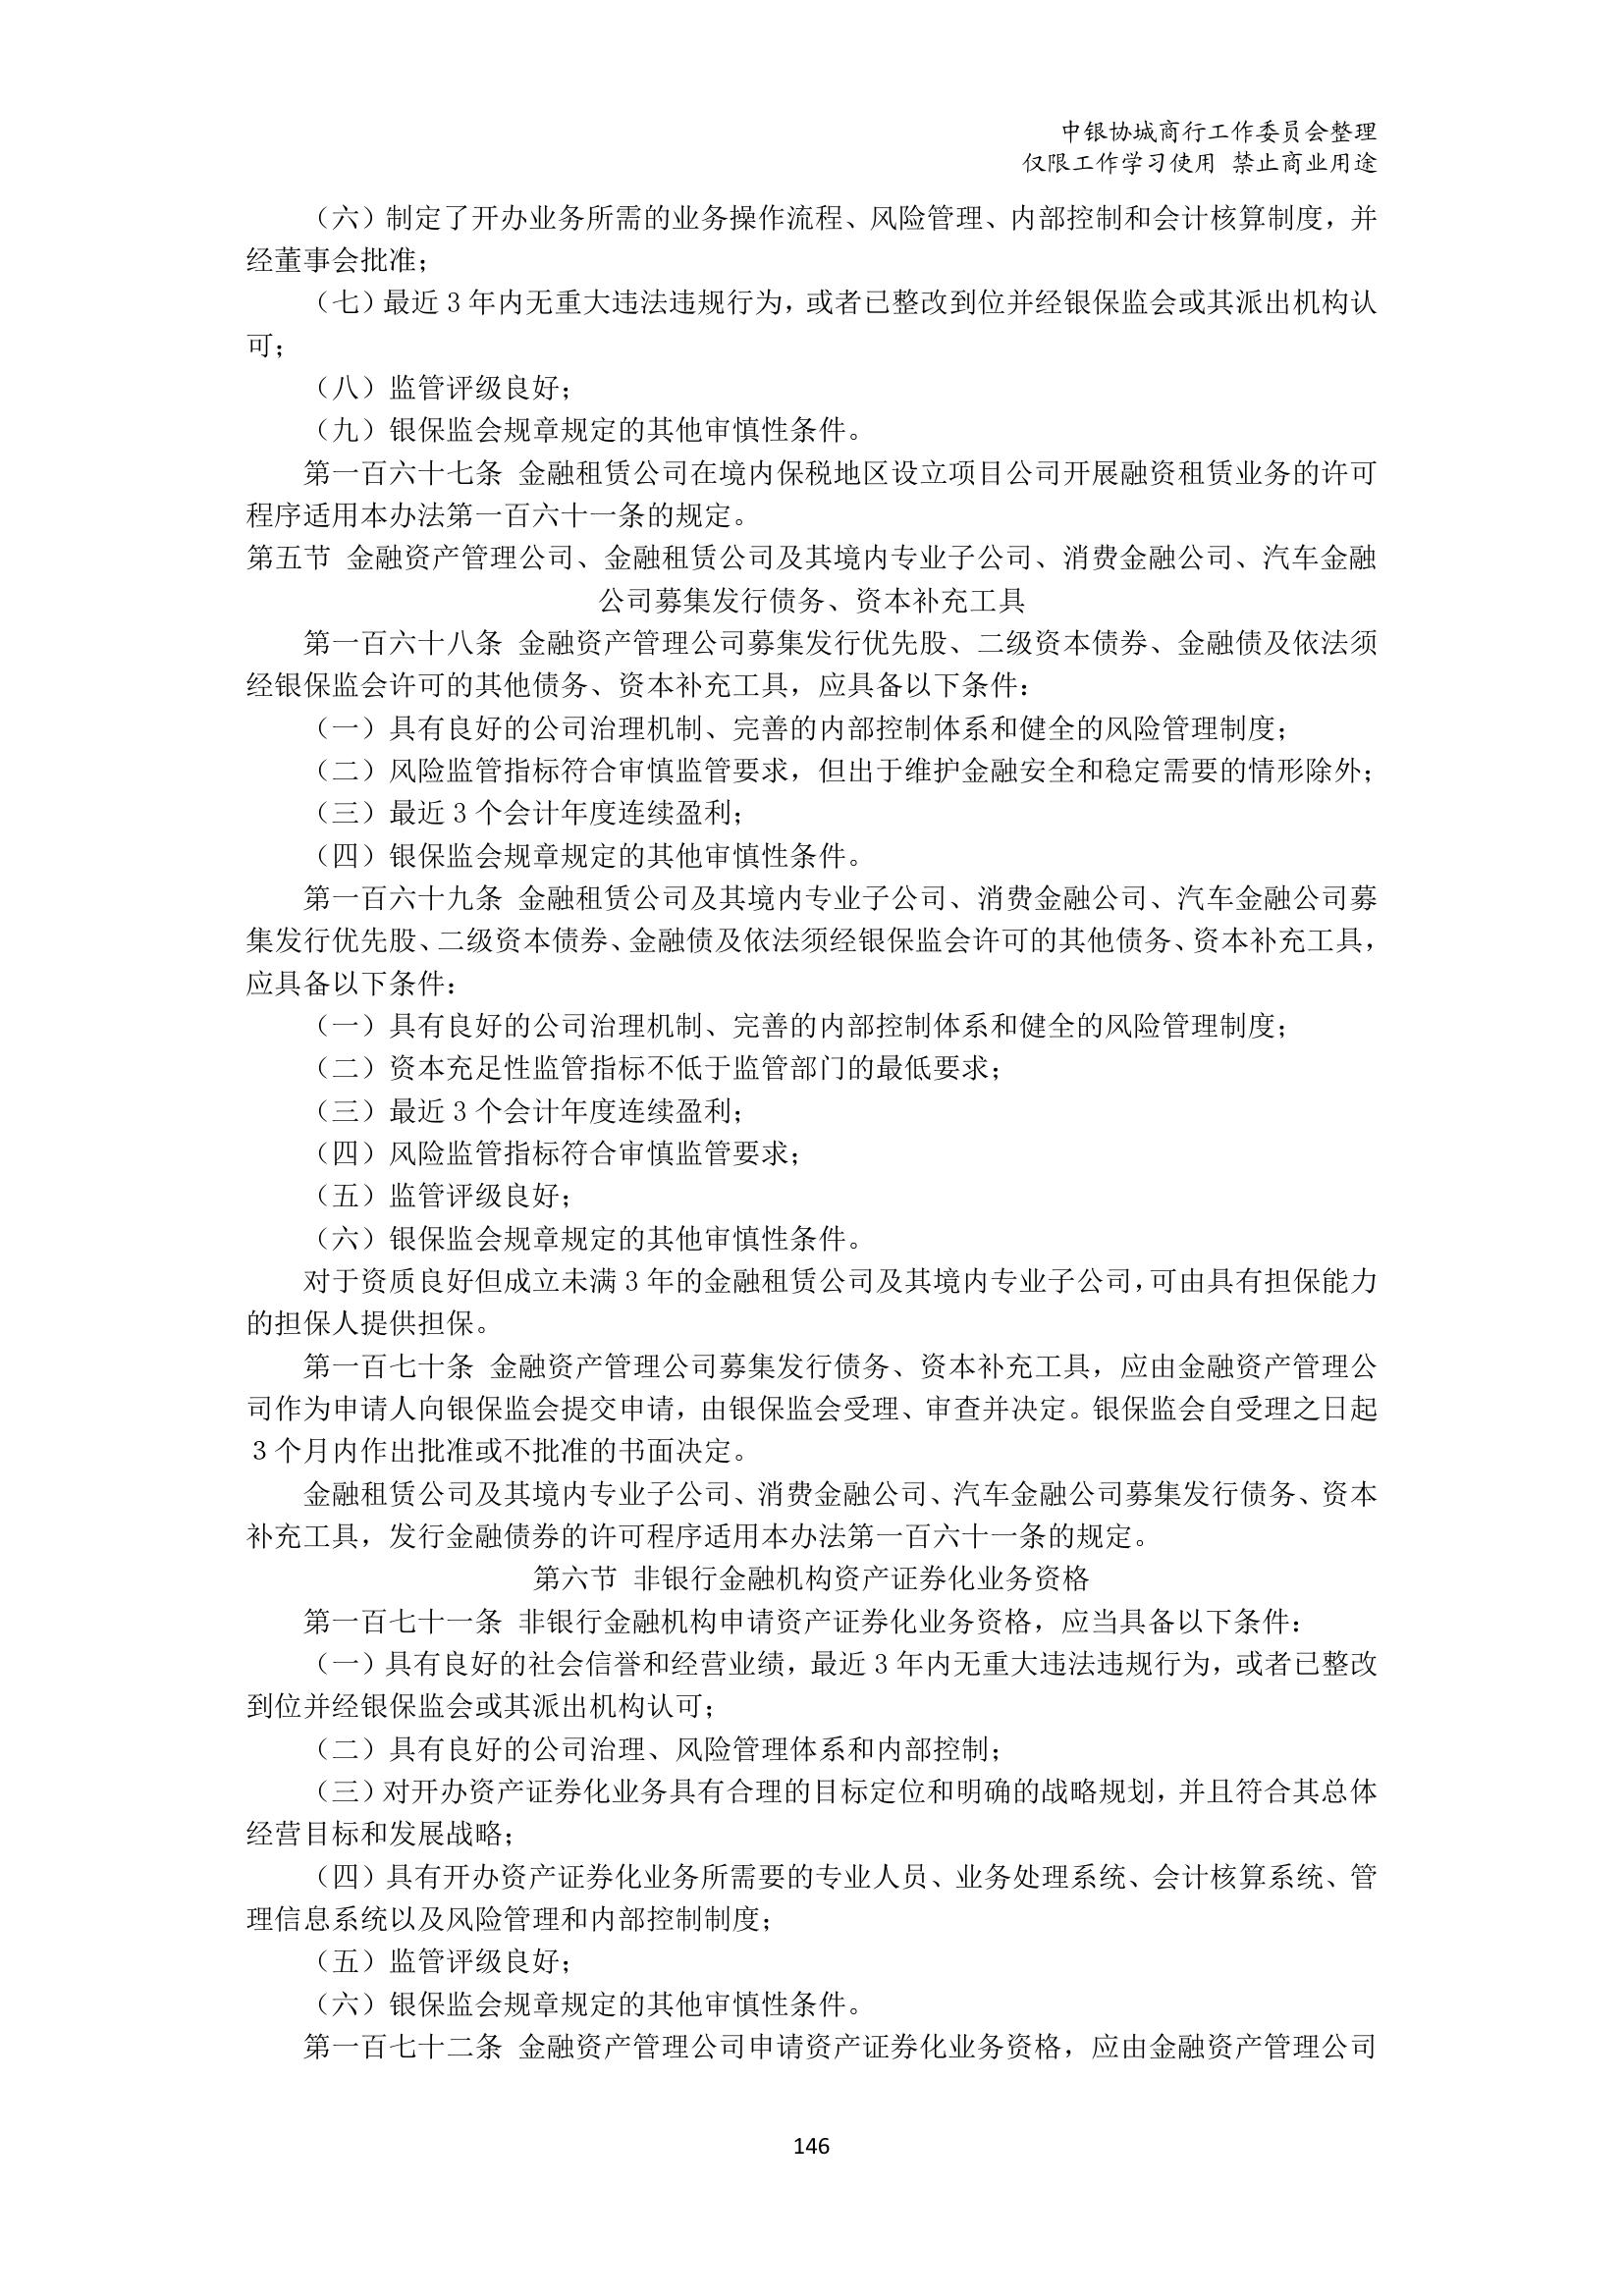 中银协城商行工作委员会整理
仅限工作学习使用 禁止商业用途
（六）制定了开办业务所需的业务操作流程、风险管理、内部控制和会计核算制度，并
经董事会批准；
（七）最近 3 年内无重大违法违规行为，或者已整改到位并经银保监会或其派出机构认
可；
（八）监管评级良好；
（九）银保监会规章规定的其他审慎性条件。
第一百六十七条 金融租赁公司在境内保税地区设立项目公司开展融资租赁业务的许可
程序适用本办法第一百六十一条的规定。
第五节 金融资产管理公司、金融租赁公司及其境内专业子公司、消费金融公司、汽车金融
公司募集发行债务、资本补充工具
第一百六十八条 金融资产管理公司募集发行优先股、二级资本债券、金融债及依法须
经银保监会许可的其他债务、资本补充工具，应具备以下条件：
（一）具有良好的公司治理机制、完善的内部控制体系和健全的风险管理制度；
（二）风险监管指标符合审慎监管要求，但出于维护金融安全和稳定需要的情形除外；
（三）最近 3 个会计年度连续盈利；
（四）银保监会规章规定的其他审慎性条件。
第一百六十九条 金融租赁公司及其境内专业子公司、消费金融公司、汽车金融公司募
集发行优先股、二级资本债券、金融债及依法须经银保监会许可的其他债务、资本补充工具，
应具备以下条件：
（一）具有良好的公司治理机制、完善的内部控制体系和健全的风险管理制度；
（二）资本充足性监管指标不低于监管部门的最低要求；
（三）最近 3 个会计年度连续盈利；
（四）风险监管指标符合审慎监管要求；
（五）监管评级良好；
（六）银保监会规章规定的其他审慎性条件。
对于资质良好但成立未满 3 年的金融租赁公司及其境内专业子公司，可由具有担保能力
的担保人提供担保。
第一百七十条 金融资产管理公司募集发行债务、资本补充工具，应由金融资产管理公
司作为申请人向银保监会提交申请，由银保监会受理、审查并决定。银保监会自受理之日起
3 个月内作出批准或不批准的书面决定。
金融租赁公司及其境内专业子公司、消费金融公司、汽车金融公司募集发行债务、资本
补充工具，发行金融债券的许可程序适用本办法第一百六十一条的规定。
第六节 非银行金融机构资产证券化业务资格
第一百七十一条 非银行金融机构申请资产证券化业务资格，应当具备以下条件：
（一）具有良好的社会信誉和经营业绩，最近 3 年内无重大违法违规行为，或者已整改
到位并经银保监会或其派出机构认可；
（二）具有良好的公司治理、风险管理体系和内部控制；
（三）对开办资产证券化业务具有合理的目标定位和明确的战略规划，并且符合其总体
经营目标和发展战略；
（四）具有开办资产证券化业务所需要的专业人员、业务处理系统、会计核算系统、管
理信息系统以及风险管理和内部控制制度；
（五）监管评级良好；
（六）银保监会规章规定的其他审慎性条件。
第一百七十二条 金融资产管理公司申请资产证券化业务资格，应由金融资产管理公司
146